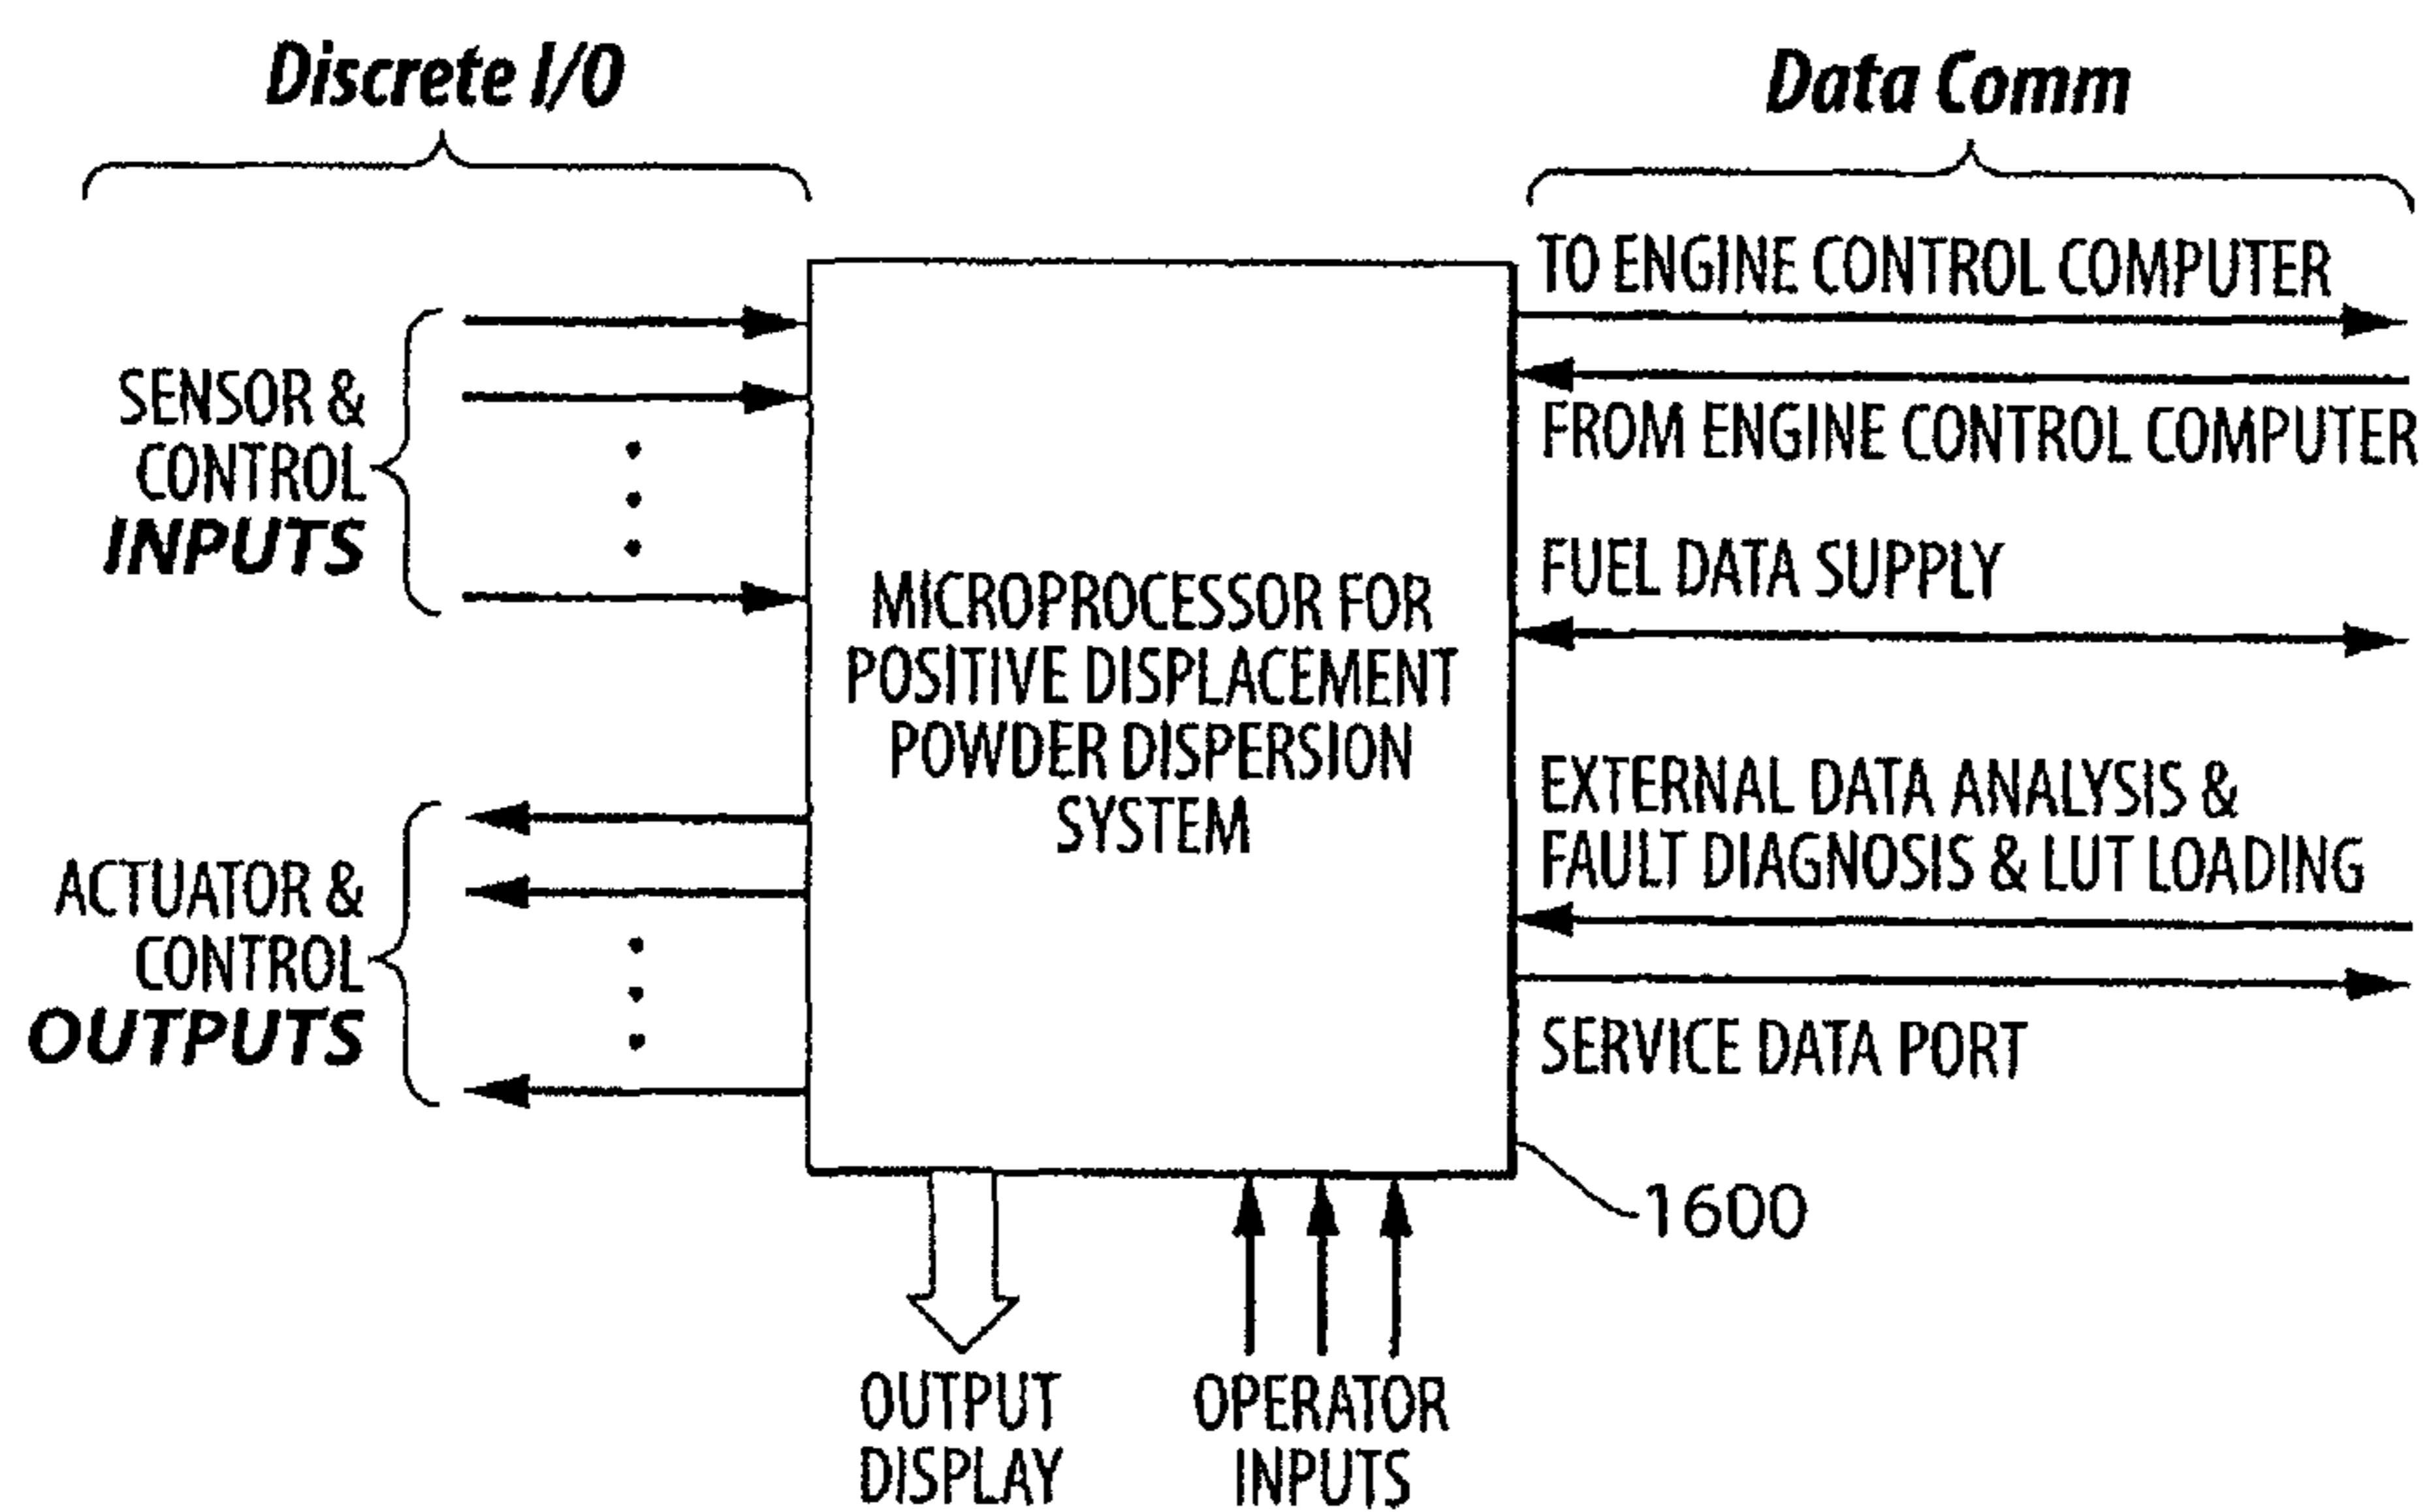 Discrete I/O
Data Comm
SENSOR &
CONTROL
INPUTS
ACTUATOR &
CONTROL
OUTPUTS
MICROPROCESSOR FOR
POSITIVE DISPLACEMENT
POWDER DISPERSION
SYSTEM
TO ENGINE CONTROL COMPUTER
FROM ENGINE CONTROL COMPUTER
FUEL DATA SUPPLY
EXTERNAL DATA ANALYSIS &
FAULT DIAGNOSIS & LUT LOADING
SERVICE DATA PORT
1600
OUTPUT
DISPLAY
OPERATOR
INPUTS